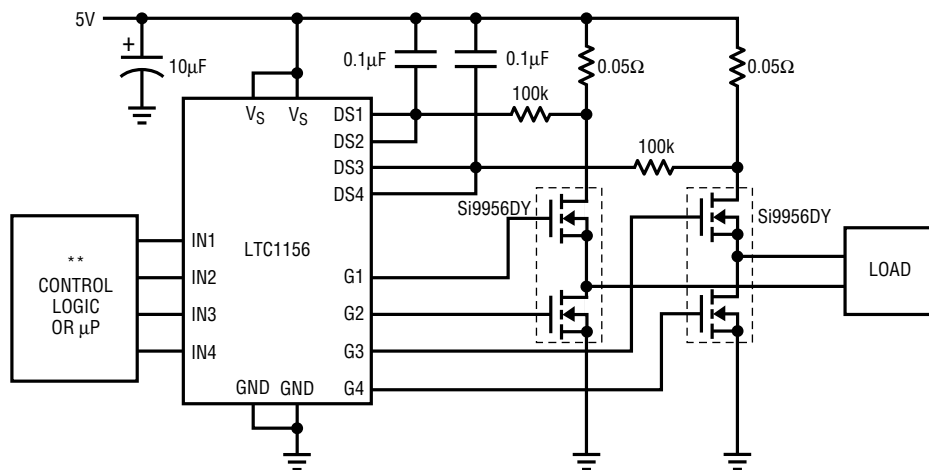 5V
+
10µF
0.1µF
0.1µF
0.05Ω
0.05Ω
100k
100k
VS
VS
DS1
DS2
DS3
DS4
Si9956DY
Si9956DY
**
CONTROL
LOGIC
OR µP
IN1
IN2
IN3
IN4
LTC1156
G1
G2
G3
G4
GND
GND
LOAD